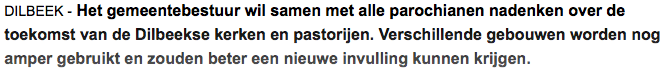 DILBEEK - Het gemeentebestuur wil samen met alle parochianen nadenken over de
toekomst van de Dilbeekse kerken en pastorijen. Verschillende gebouwen worden nog
amper gebruikt en zouden beter een nieuwe invulling kunnen krijgen.